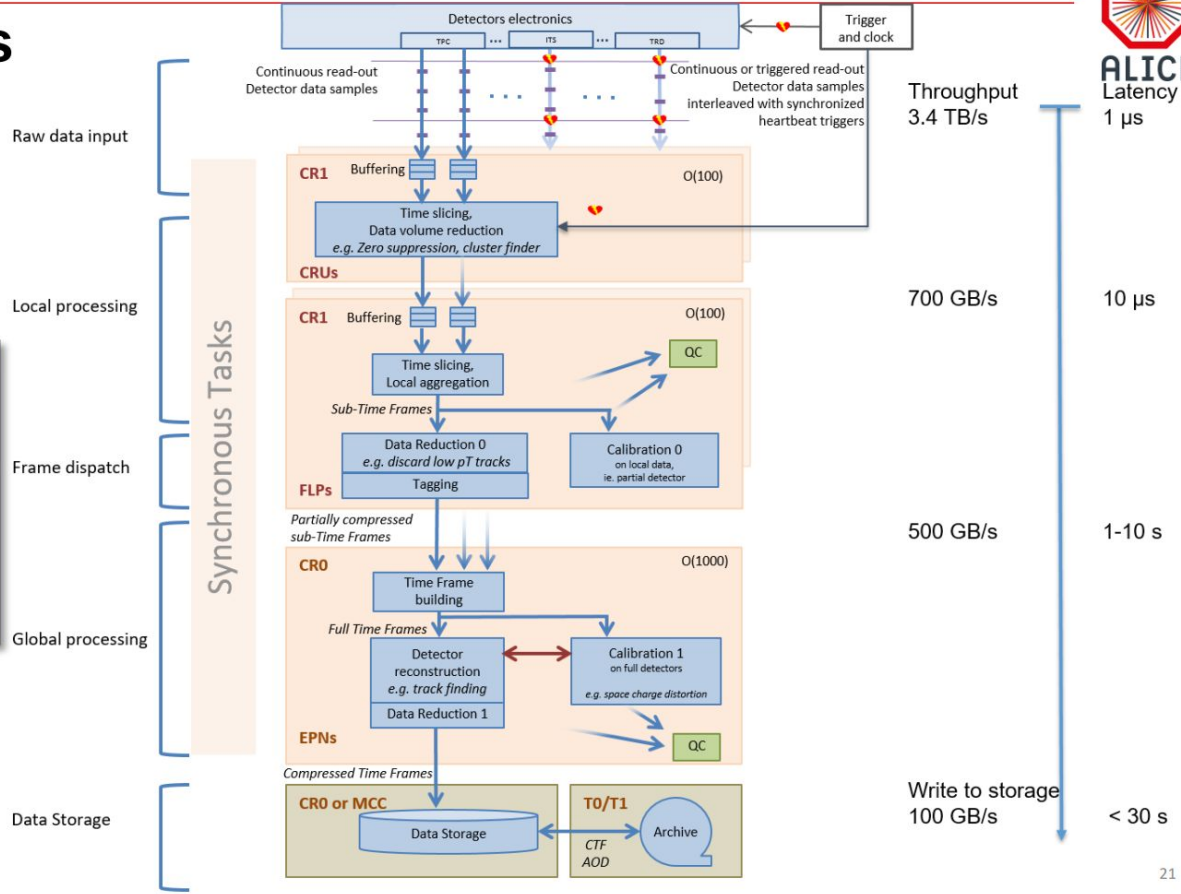 s
Detectors electronics
TPC ... ITS ... TRD
Trigger
and clock
ALICE
Continuous read-out
Detector data samples
Continuous or triggered read-out
Detector data samples
interleaved with synchronized
heartbeat triggers
Throughput
3.4 TB/s
Latency
1 µs
Raw data input
CR1
Buffering
O(100)
Time slicing,
Data volume reduction
e.g. Zero suppression, cluster finder
CRUs
Synchronous Tasks
Local processing
700 GB/s
10 µs
CR1
Buffering
O(100)
QC
Time slicing,
Local aggregation
Sub-Time Frames
Frame dispatch
Data Reduction 0
e.g. discard low pT tracks
Tagging
Calibration 0
on local data,
ie. partial detector
FLPs
Partially compressed
sub-Time Frames
500 GB/s
1-10 s
CR0
O(1000)
Time Frame
building
Full Time Frames
Global processing
Detector
reconstruction
e.g. track finding
Data Reduction 1
Calibration 1
on full detectors
e.g. space charge distortion
QC
EPNs
Compressed Time Frames
Write to storage
100 GB/s
< 30 s
Data Storage
CR0 or MCC
Data Storage
T0/T1
Archive
CTF
AOD
21